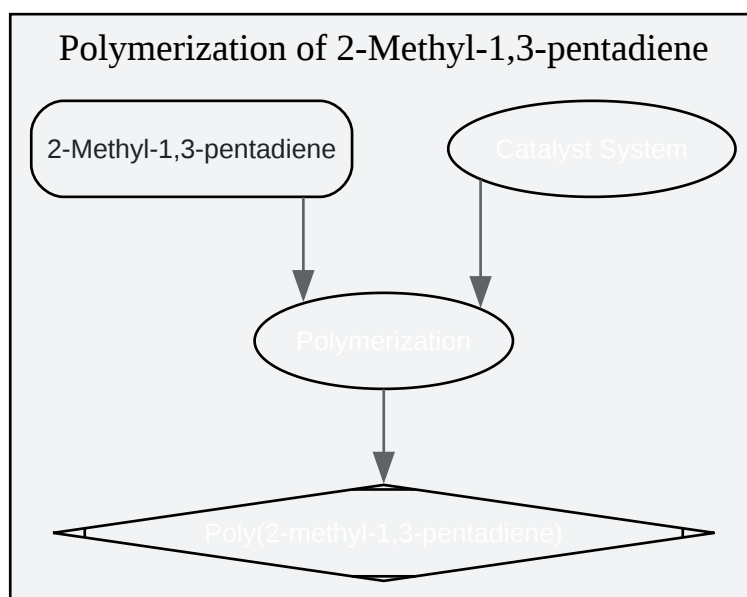 Polymerization of 2-Methyl-1,3-pentadiene
2-Methyl-1,3-pentadiene
Catalyst System
Polymerization
Poly(2-methyl-1,3-pentadiene)